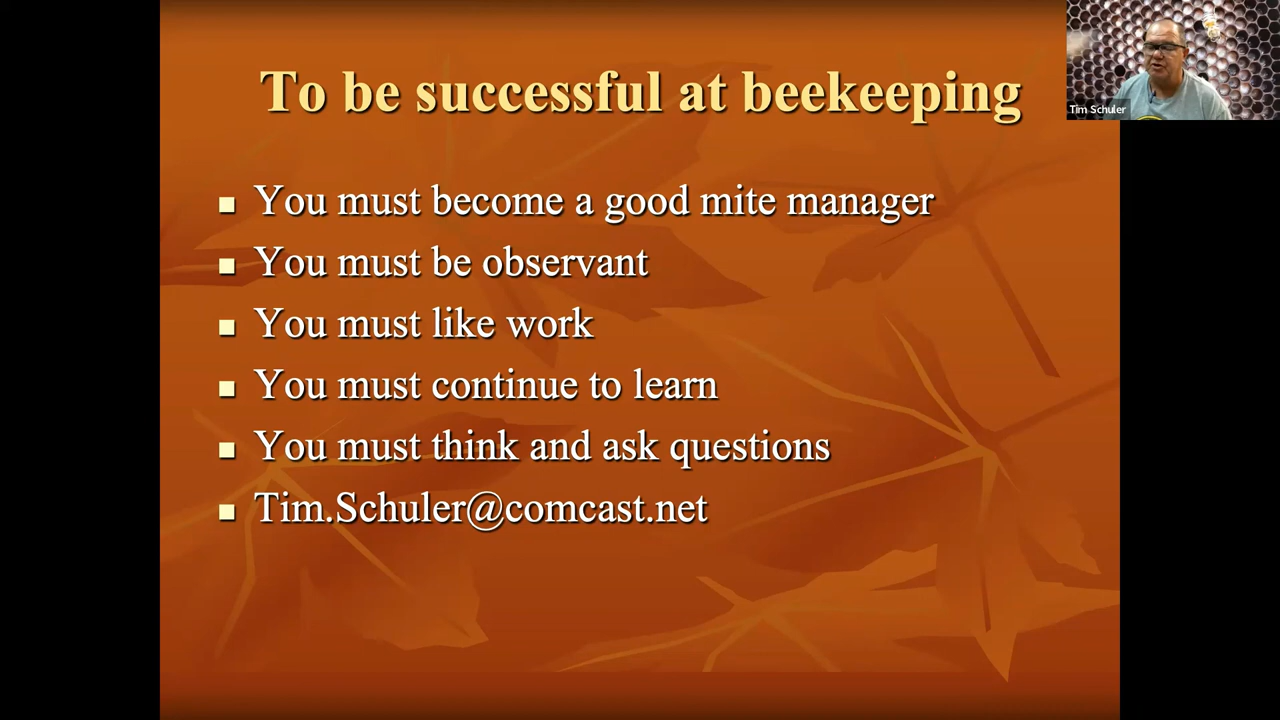 To be successful at beekeeping
You must become a good mite manager
You must be observant
You must like work
You must continue to learn
You must think and ask questions
Tim.Schuler@comcast.net
Tim Schuler